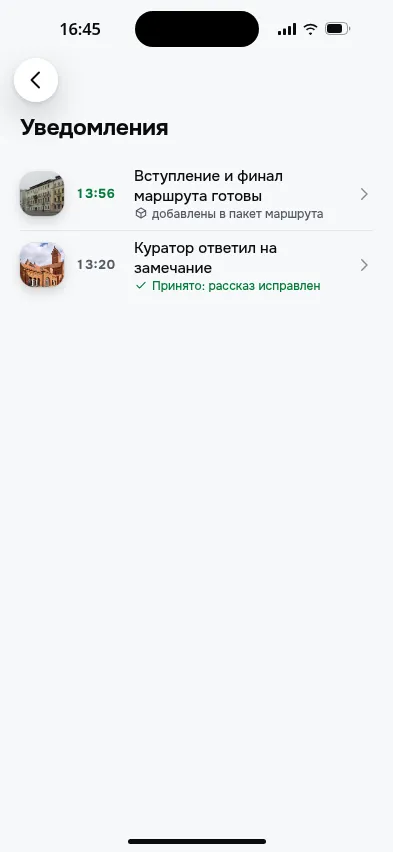 16:45
Уведомления
13:56
Вступление и финал
маршрута готовы
добавлены в пакет маршрута
13:20
Куратор ответил на
замечание
Принято: рассказ исправлен